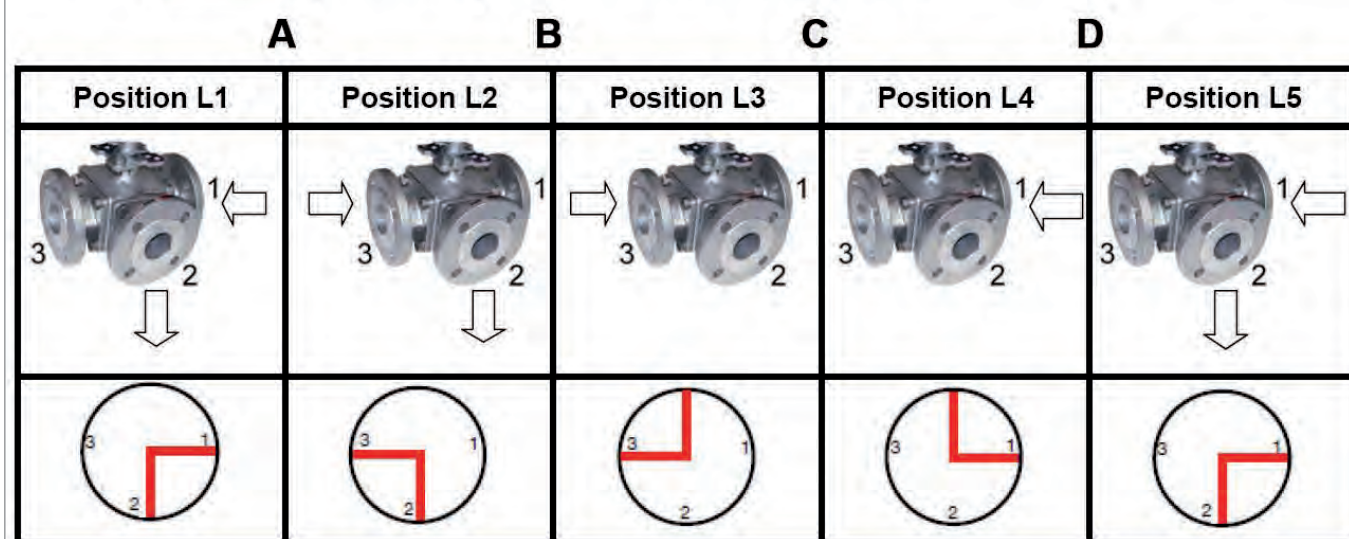 A B C D
Position L1 Position L2 Position L3 Position L4 Position L5
1 1 1 1 1
3 3 3 3 3
2 2 2 2 2
3 1 3 1 3 1 3 1 3 1
2 2 2 2 2